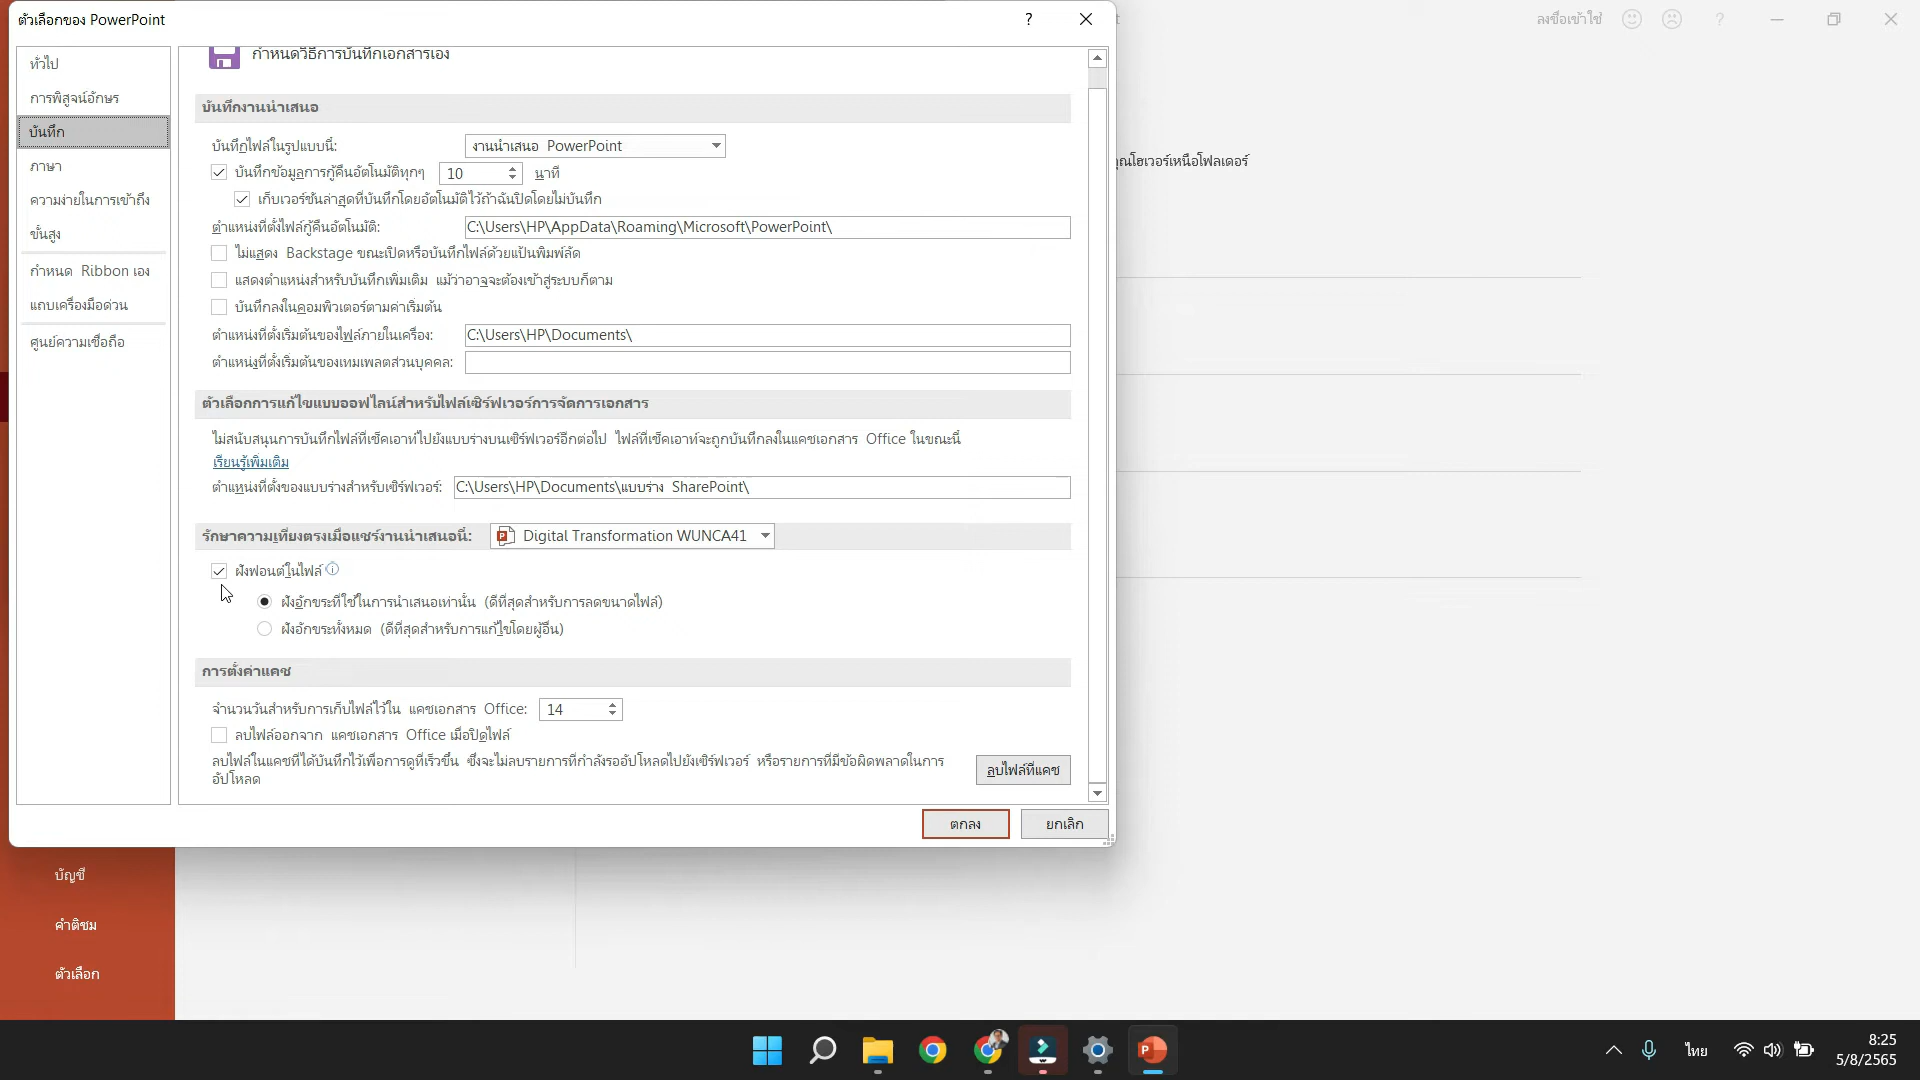 ตัวเลือกของ PowerPoint
?
ลงชื่อเข้าใช้
?
ทั่วไป
การพิสูจน์อักษร
บันทึก
ภาษา
ความง่ายในการเข้าถึง
ขั้นสูง
กำหนด Ribbon เอง
แถบเครื่องมือด่วน
ศูนย์ความเชื่อถือ
กำหนดวิธีการบันทึกเอกสารเอง
บันทึกงานนำเสนอ
บันทึกไฟล์ในรูปแบบนี้: งานนำเสนอ PowerPoint
บันทึกข้อมูลการกู้คืนอัตโนมัติทุกๆ 10 นาที
เก็บเวอร์ชันล่าสุดที่บันทึกโดยอัตโนมัติไว้ถ้าฉันปิดโดยไม่บันทึก
ตำแหน่งที่ตั้งไฟล์กู้คืนอัตโนมัติ: C:\Users\HP\AppData\Roaming\Microsoft\PowerPoint\
ไม่แสดง Backstage ขณะเปิดหรือบันทึกไฟล์ด้วยแป้นพิมพ์ลัด
แสดงตำแหน่งสำหรับบันทึกเพิ่มเติม แม้ว่าอาจจะต้องเข้าสู่ระบบก็ตาม
บันทึกลงในคอมพิวเตอร์ตามค่าเริ่มต้น
ตำแหน่งที่ตั้งเริ่มต้นของไฟล์ภายในเครื่อง: C:\Users\HP\Documents\
ตำแหน่งที่ตั้งเริ่มต้นของเทมเพลตส่วนบุคคล:
ตัวเลือกการแก้ไขแบบออฟไลน์สำหรับไฟล์เซิร์ฟเวอร์การจัดการเอกสาร
ไม่สนับสนุนการบันทึกไฟล์ที่เช็คเอาท์ไปยังแบบร่างบนเซิร์ฟเวอร์อีกต่อไป ไฟล์ที่เช็คเอาท์จะถูกบันทึกลงในแคชเอกสาร Office ในขณะนี้
เรียนรู้เพิ่มเติม
ตำแหน่งที่ตั้งของแบบร่างสำหรับเซิร์ฟเวอร์: C:\Users\HP\Documents\แบบร่าง SharePoint\
รักษาความเที่ยงตรงเมื่อแชร์งานนำเสนอนี้: Digital Transformation WUNCA41
ฝังฟอนต์ในไฟล์
ฝังอักขระที่ใช้ในการนำเสนอเท่านั้น (ดีที่สุดสำหรับการลดขนาดไฟล์)
ฝังอักขระทั้งหมด (ดีที่สุดสำหรับการแก้ไขโดยผู้อื่น)
การตั้งค่าแคช
จำนวนวันสำหรับการเก็บไฟล์ไว้ใน แคชเอกสาร Office: 14
ลบไฟล์ออกจาก แคชเอกสาร Office เมื่อปิดไฟล์
ลบไฟล์ในแคชที่ได้บันทึกไว้เพื่อการดูที่เร็วขึ้น ซึ่งจะไม่ลบรายการที่กำลังรออัปโหลดไปยังเซิร์ฟเวอร์ หรือรายการที่มีข้อผิดพลาดในการ
อัปโหลด
ลบไฟล์ที่แคช
ตกลง
ยกเลิก
คุณโฮเวอร์เหนือโฟลเดอร์
บัญชี
คำติชม
ตัวเลือก
ไทย
8:25
5/8/2565